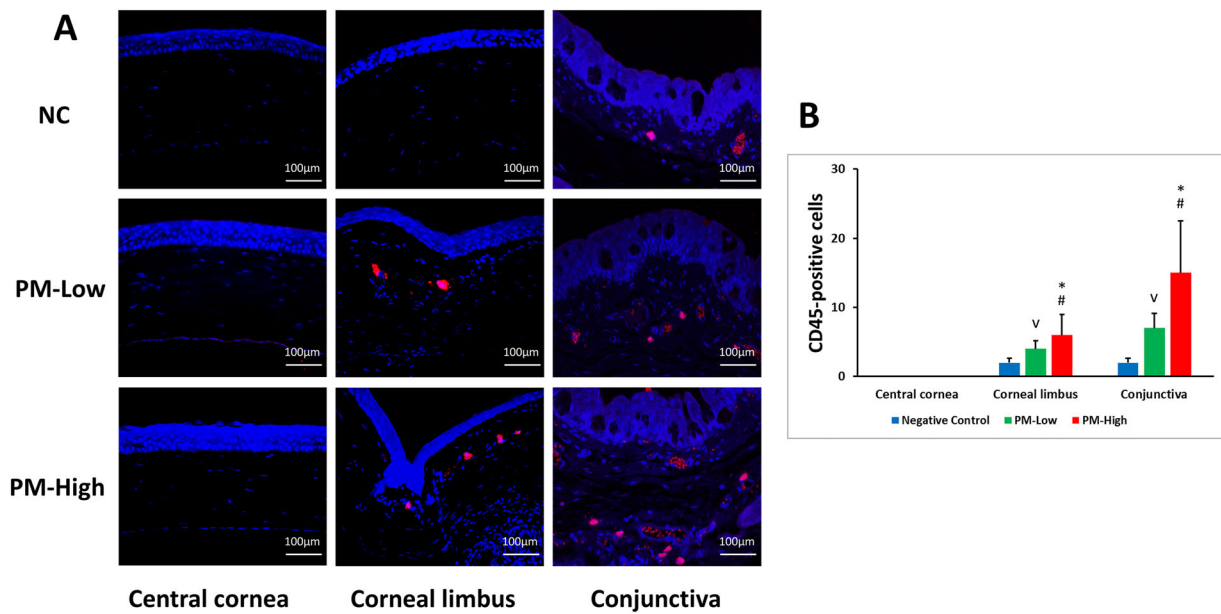 A
NC
100µm
100µm
100µm
PM-Low
100µm
100µm
100µm
PM-High
100µm
100µm
100µm
Central cornea
Corneal limbus
Conjunctiva
B
CD45-positive cells
30
20
10
0
v
*
#
v
*
#
Central cornea
Corneal limbus
Conjunctiva
Negative Control
PM-Low
PM-High